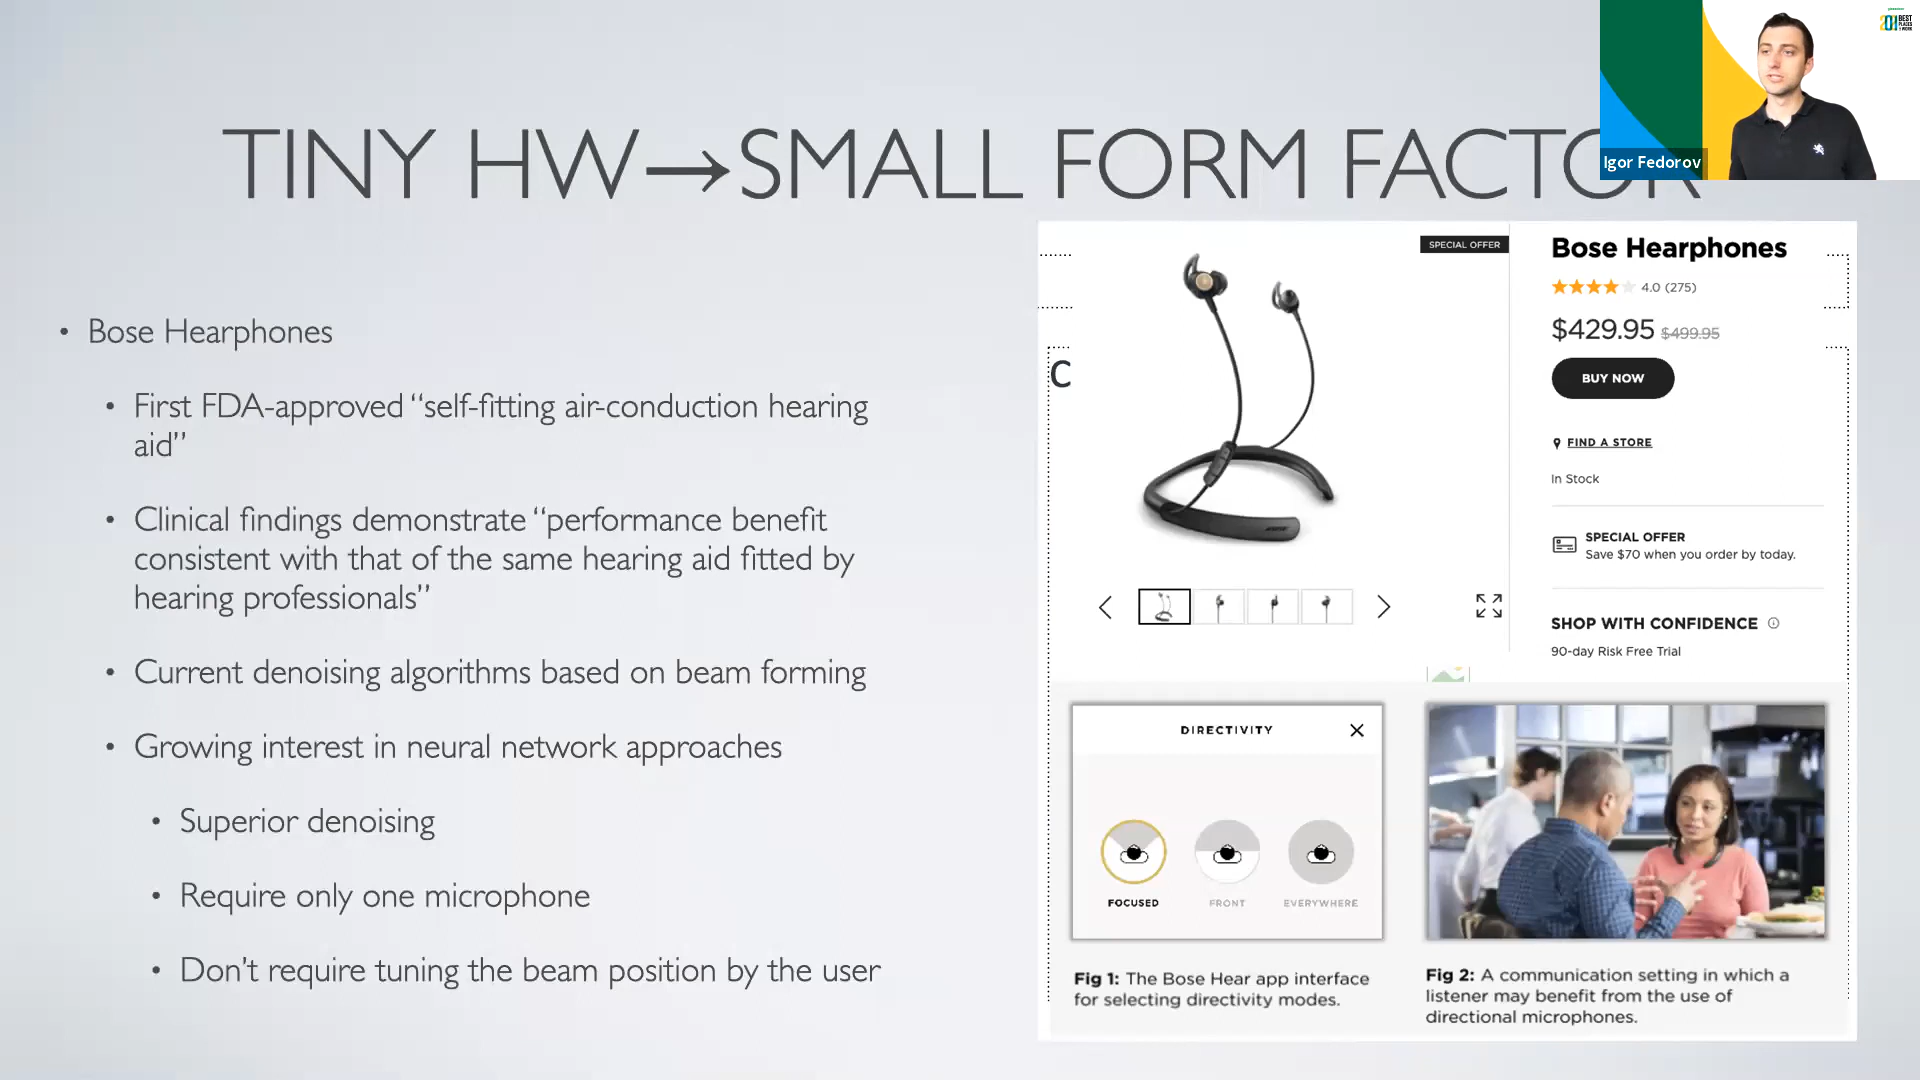 TINY HW→SMALL FORM FACTOR
Igor Fedorov
• Bose Hearphones
• First FDA-approved “self-fitting air-conduction hearing
aid”
• Clinical findings demonstrate “performance benefit
consistent with that of the same hearing aid fitted by
hearing professionals”
• Current denoising algorithms based on beam forming
• Growing interest in neural network approaches
• Superior denoising
• Require only one microphone
• Don’t require tuning the beam position by the user
SPECIAL OFFER
C
Bose Hearphones
4.0 (275)
$429.95 $499.95
BUY NOW
FIND A STORE
In Stock
SPECIAL OFFER
Save $70 when you order by today.
SHOP WITH CONFIDENCE
90-day Risk Free Trial
DIRECTIVITY
FOCUSED
FRONT
EVERYWHERE
Fig 1: The Bose Hear app interface
for selecting directivity modes.
Fig 2: A communication setting in which a
listener may benefit from the use of
directional microphones.